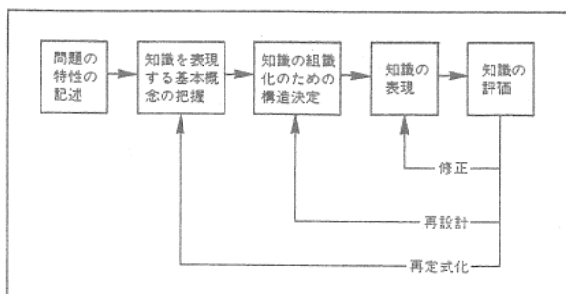 問題の
特性の
記述
知識を表現
する基本概
念の把握
知識の組識
化のための
構造決定
知識の
表現
知識の
評価
修正
再設計
再定式化